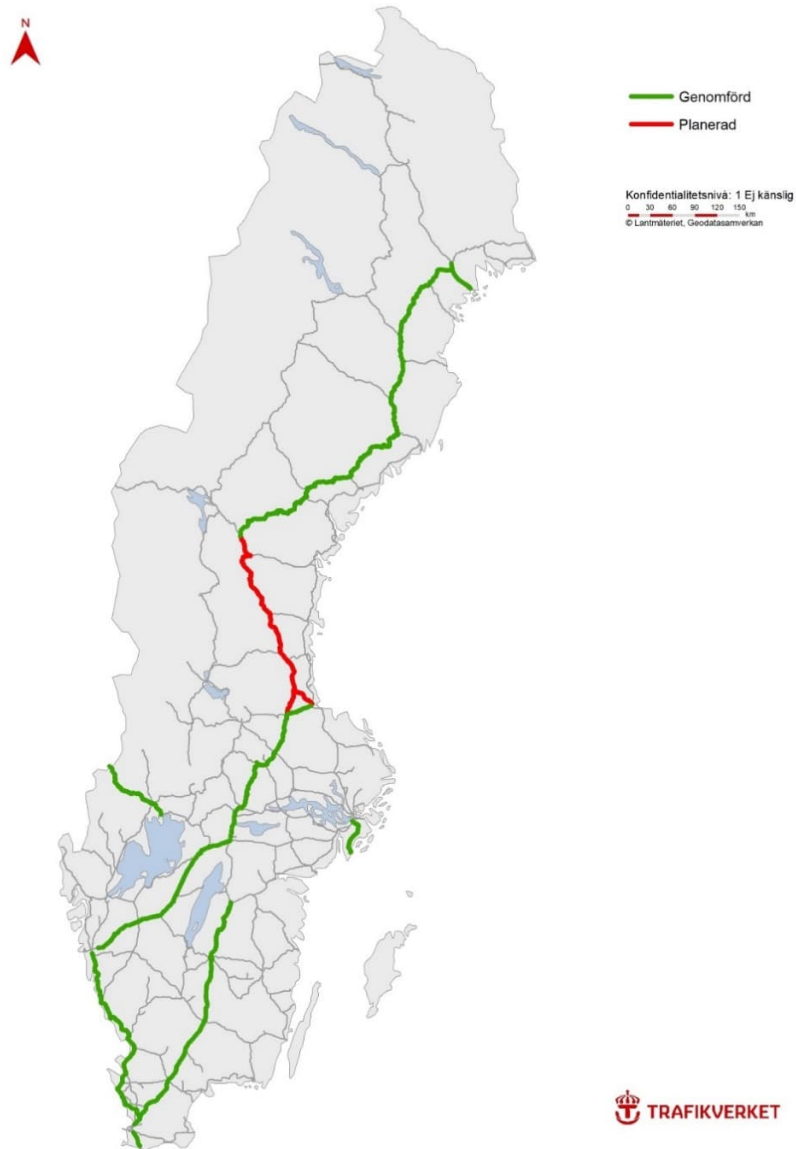 N
Genomförd
Planerad
Konfidentialitetsnivå: 1 Ej känslig
0 30 60 90 120 150
km
© Lantmäteriet, Geodatasamverkan
TRAFIKVERKET